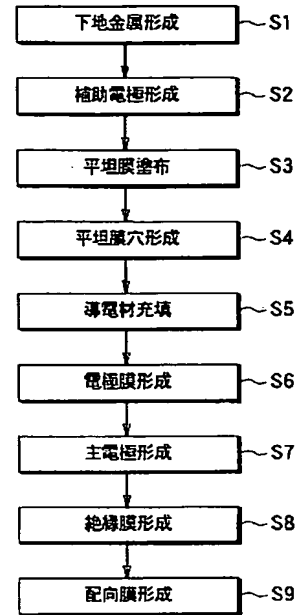 下地金属形成 S1
補助電極形成 S2
平坦膜塗布 S3
平坦膜穴形成 S4
導電材充填 S5
電極膜形成 S6
主電極形成 S7
絶縁膜形成 S8
配向膜形成 S9